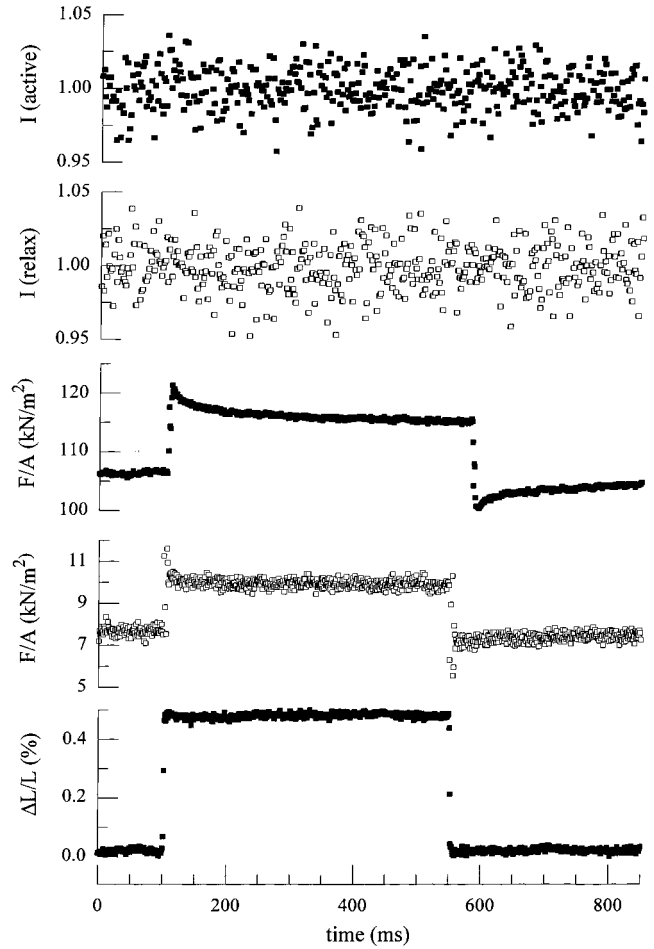 1.05
1.00
0.95
I (active)
1.05
1.00
0.95
I (relax)
120
110
100
F/A (kN/m²)
11
9
7
5
F/A (kN/m²)
0.4
0.2
0.0
ΔL/L (%)
0 200 400 600 800
time (ms)